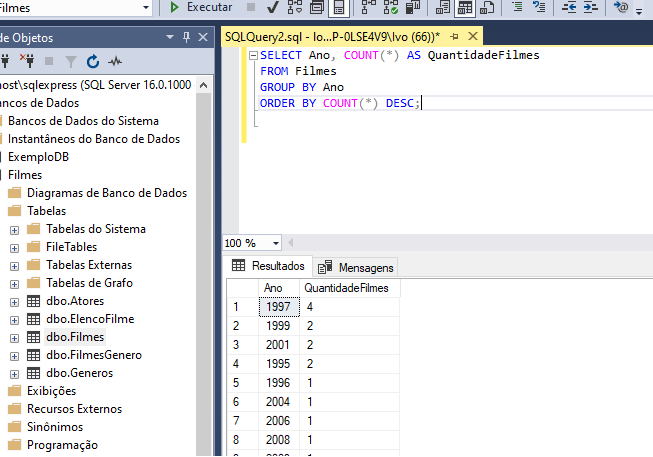 Filmes
Executar
de Objetos
SQLQuery2.sql - lo...P-0LSE4V9\Ivo (66))*
SELECT Ano, COUNT(*) AS QuantidadeFilmes
FROM Filmes
GROUP BY Ano
ORDER BY COUNT(*) DESC;
ost\sqlexpress (SQL Server 16.0.1000
ancos de Dados
Bancos de Dados do Sistema
Instantâneos do Banco de Dados
ExemploDB
Filmes
Diagramas de Banco de Dados
Tabelas
Tabelas do Sistema
FileTables
Tabelas Externas
Tabelas de Grafo
dbo.Atores
dbo.ElencoFilme
dbo.Filmes
dbo.FilmesGenero
dbo.Generos
Exibições
Recursos Externos
Sinônimos
Programação
100 %
Resultados Mensagens
Ano QuantidadeFilmes
1 1997 4
2 1999 2
3 2001 2
4 1995 2
5 1996 1
6 2004 1
7 2006 1
8 2008 1